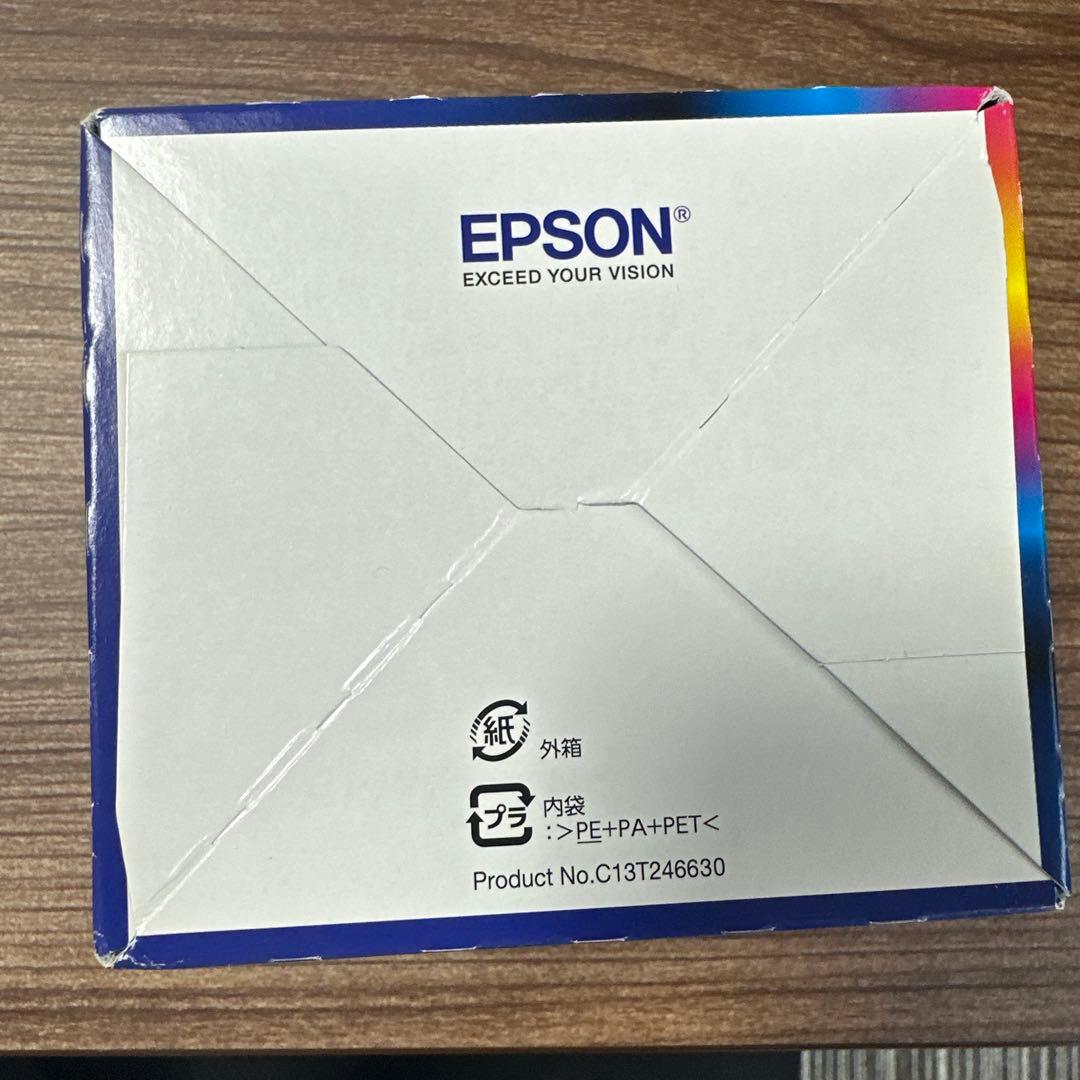 EPSON®
EXCEED YOUR VISION
紙 外箱
プラ 内袋
:>PE+PA+PET<
Product No.C13T246630